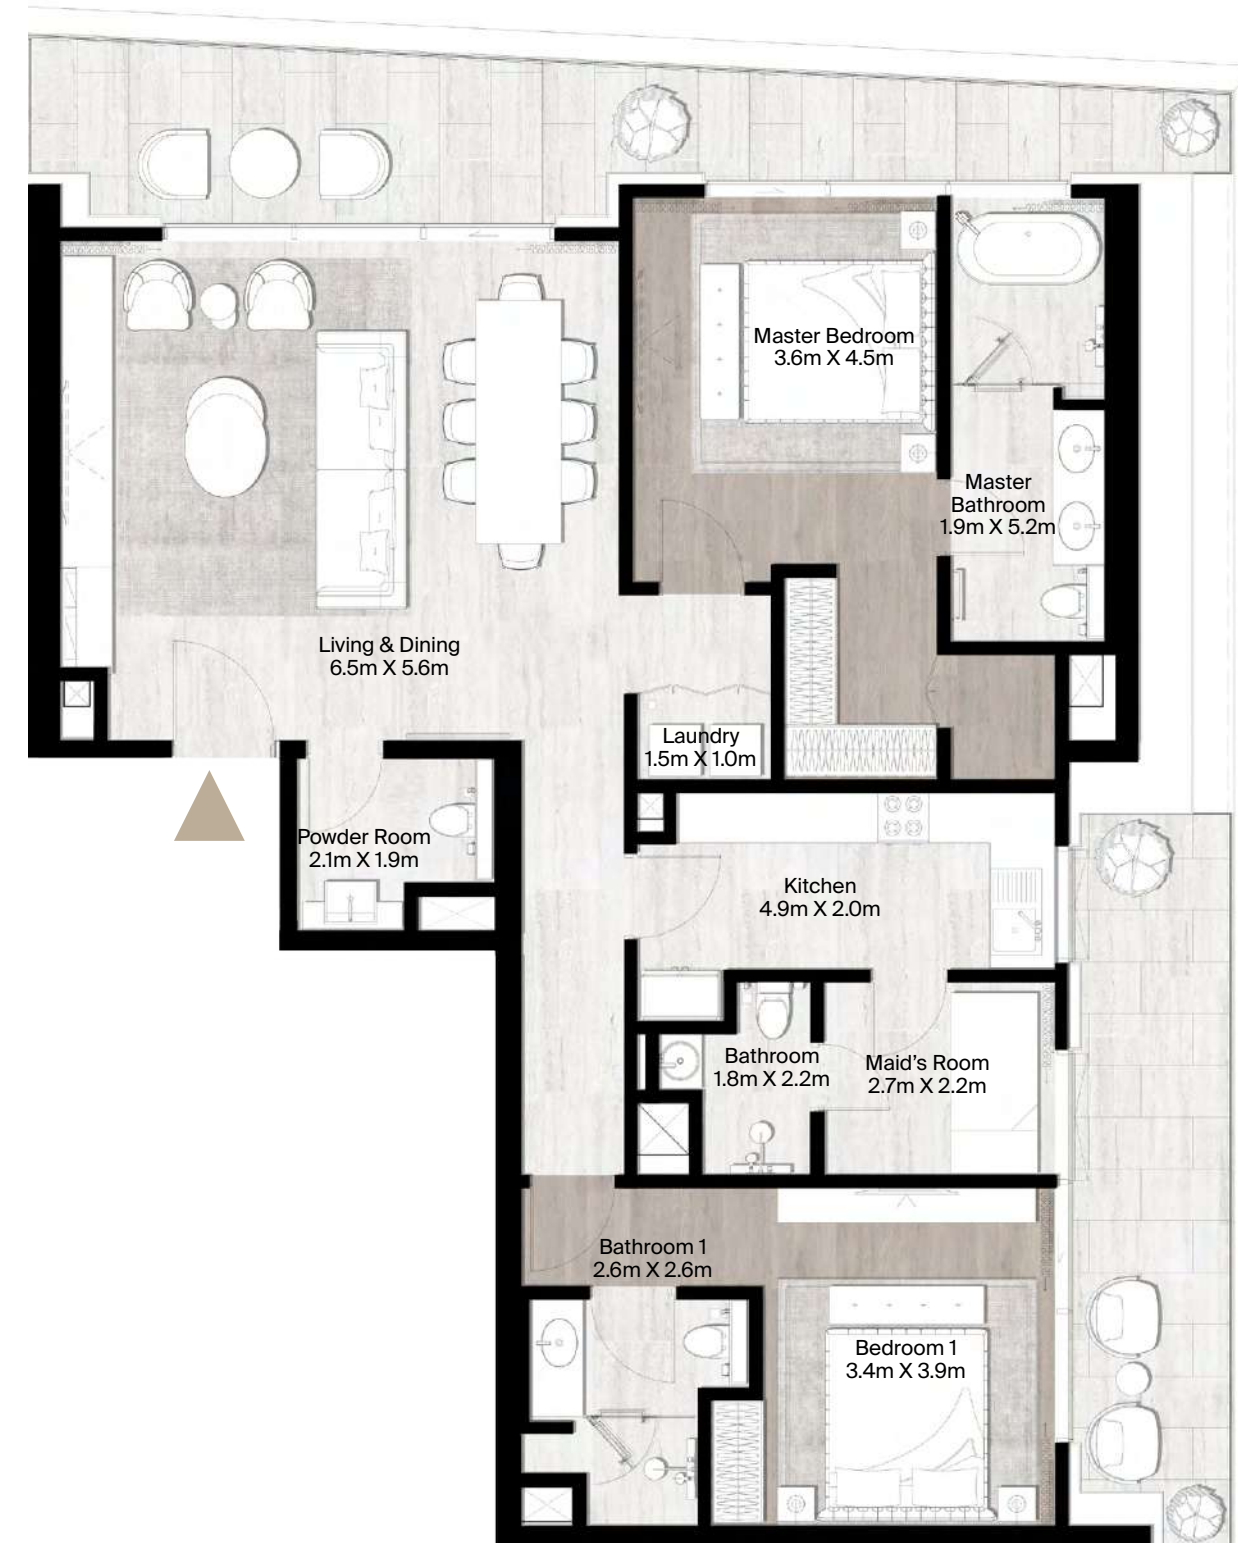 Master Bedroom
3.6m X 4.5m
Master
Bathroom
1.9m X 5.2m
Living & Dining
6.5m X 5.6m
Laundry
1.5m X 1.0m
Powder Room
2.1m X 1.9m
Kitchen
4.9m X 2.0m
Bathroom
1.8m X 2.2m
Maid's Room
2.7m X 2.2m
Bathroom 1
2.6m X 2.6m
Bedroom 1
3.4m X 3.9m